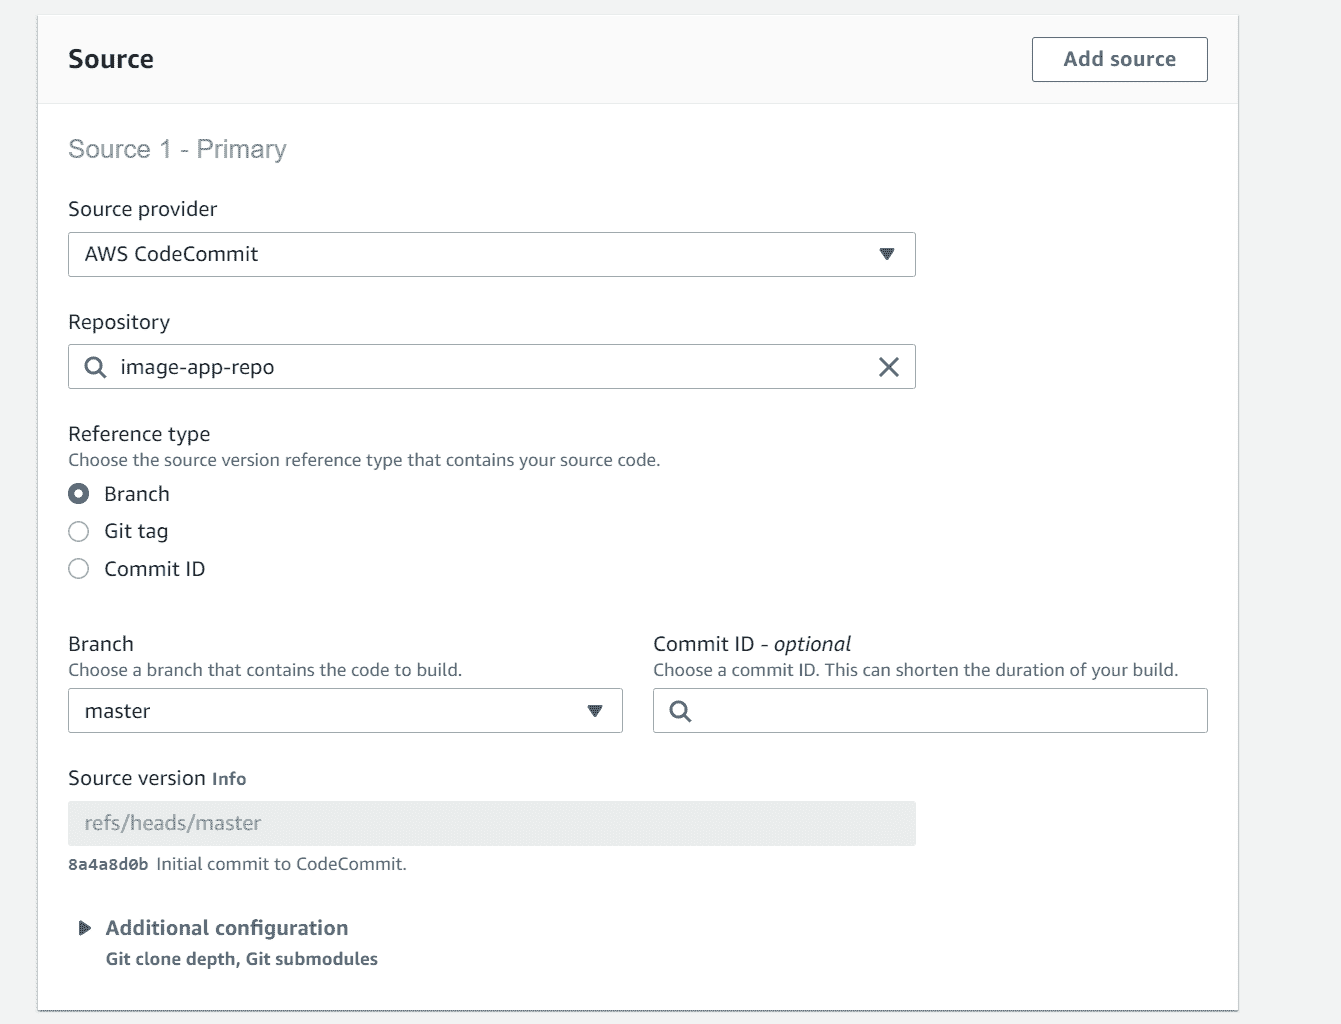 Source
Add source
Source 1 - Primary
Source provider
AWS CodeCommit
Repository
image-app-repo
Reference type
Choose the source version reference type that contains your source code.
Branch
Git tag
Commit ID
Branch
Choose a branch that contains the code to build.
master
Commit ID - optional
Choose a commit ID. This can shorten the duration of your build.
Source version Info
refs/heads/master
8a4a8d0b Initial commit to CodeCommit.
Additional configuration
Git clone depth, Git submodules